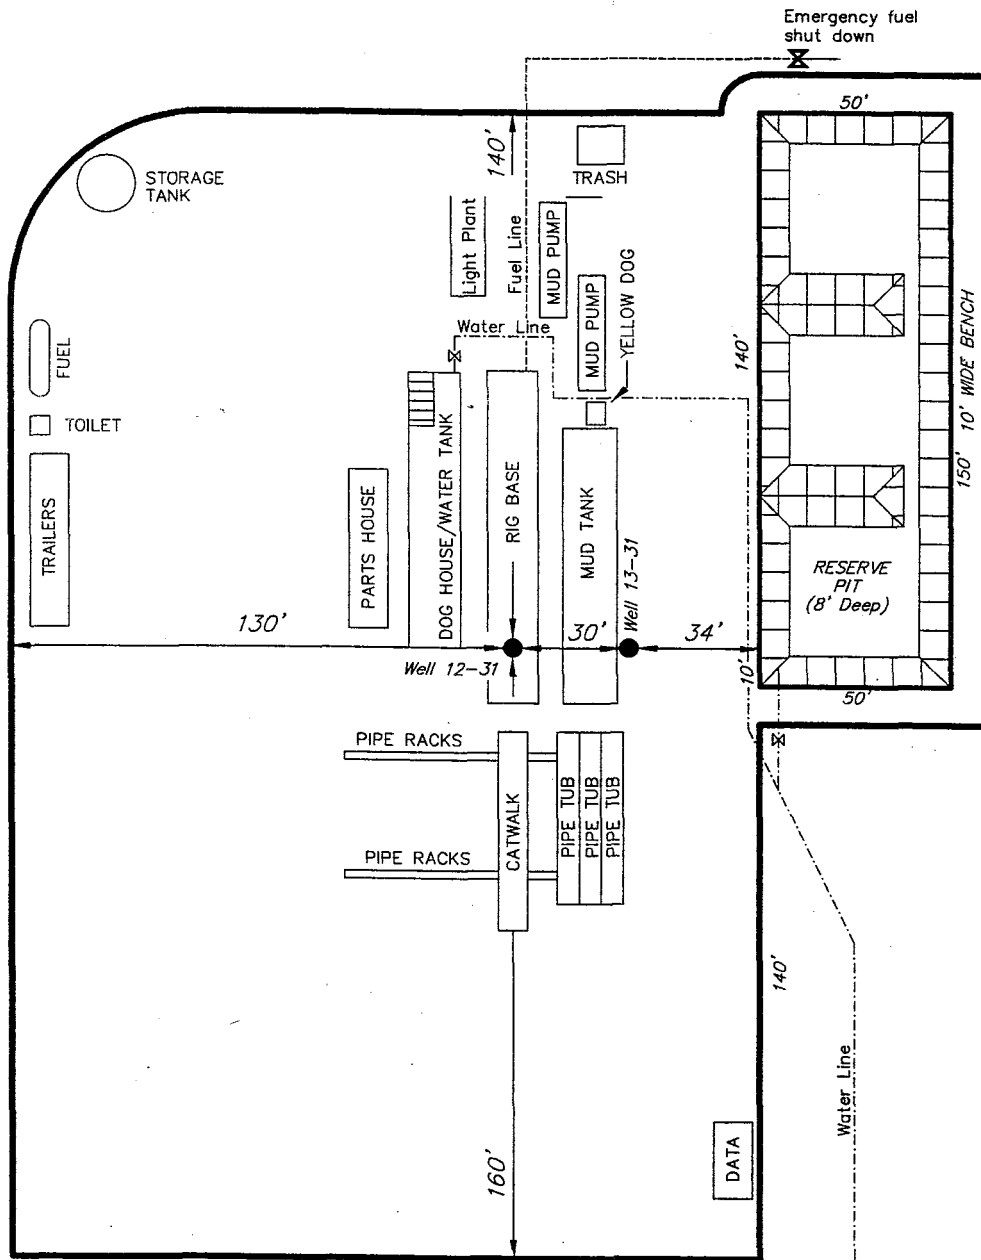 Emergency fuel
shut down
50'
140'
TRASH
STORAGE
TANK
Light Plant
Fuel Line
MUD PUMP
MUD PUMP
YELLOW DOG
Water Line
FUEL
TOILET
TRAILERS
PARTS HOUSE
DOG HOUSE/WATER TANK
RIG BASE
MUD TANK
Well 13-31
140'
150'
10' WIDE BENCH
RESERVE
PIT
(8' Deep)
130'
30'
34'
Well 12-31
10'
50'
PIPE RACKS
PIPE RACKS
CATWALK
PIPE TUB
PIPE TUB
PIPE TUB
140'
Water Line
160'
DATA